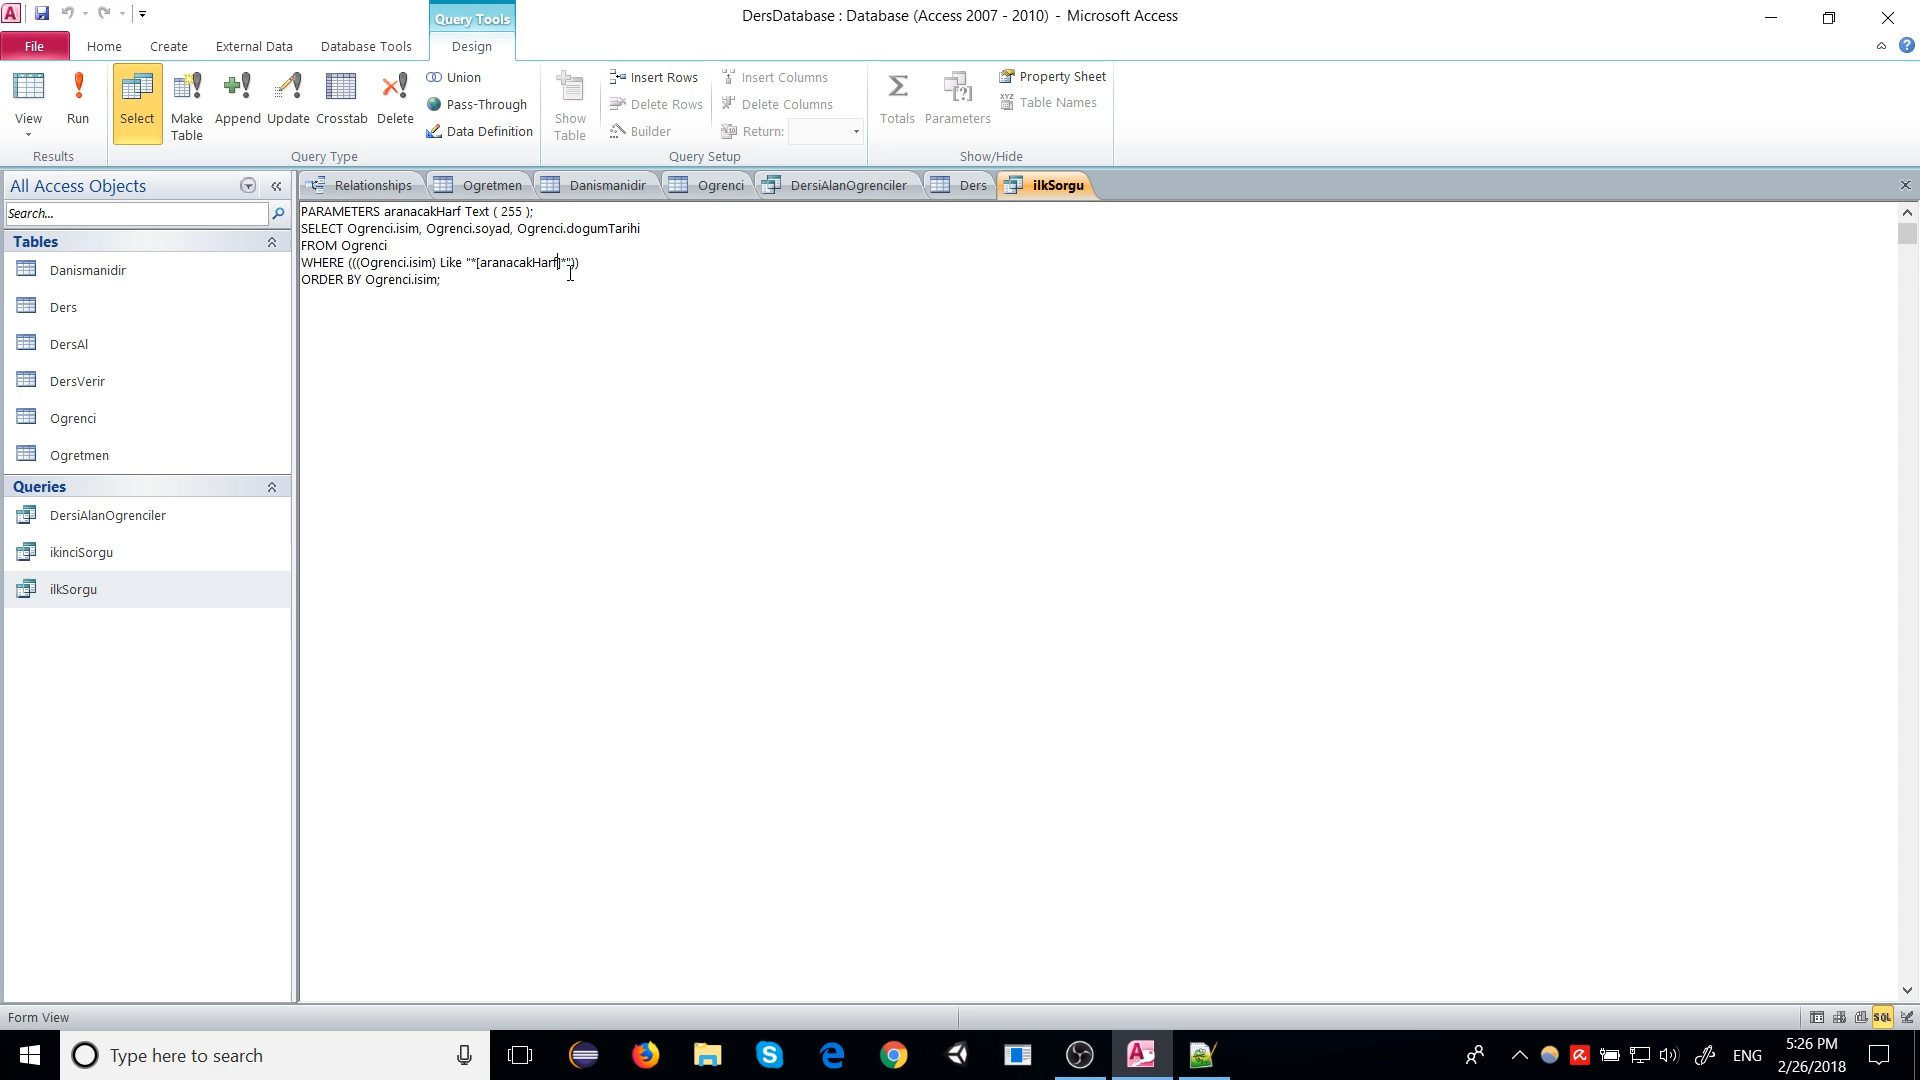 DersDatabase : Database (Access 2007 - 2010) - Microsoft Access
Query Tools
File Home Create External Data Database Tools Design
View
Run
Results
Select
Make Table
Append
Update
Crosstab
Delete
Union
Pass-Through
Data Definition
Query Type
Show Table
Insert Rows
Delete Rows
Builder
Insert Columns
Delete Columns
Return:
Query Setup
Totals
Parameters
Property Sheet
Table Names
Show/Hide
All Access Objects
Search...
Tables
Danismanidir
Ders
DersAl
DersVerir
Ogrenci
Ogretmen
Queries
DersiAlanOgrenciler
ikinciSorgu
ilkSorgu
Relationships Ogretmen Danismanidir Ogrenci DersiAlanOgrenciler Ders ilkSorgu
PARAMETERS aranacakHarf Text ( 255 );
SELECT Ogrenci.isim, Ogrenci.soyad, Ogrenci.dogumTarihi
FROM Ogrenci
WHERE (((Ogrenci.isim) Like "*[aranacakHarf]*"))
ORDER BY Ogrenci.isim;
Form View
SQL
Type here to search
ENG
5:26 PM
2/26/2018